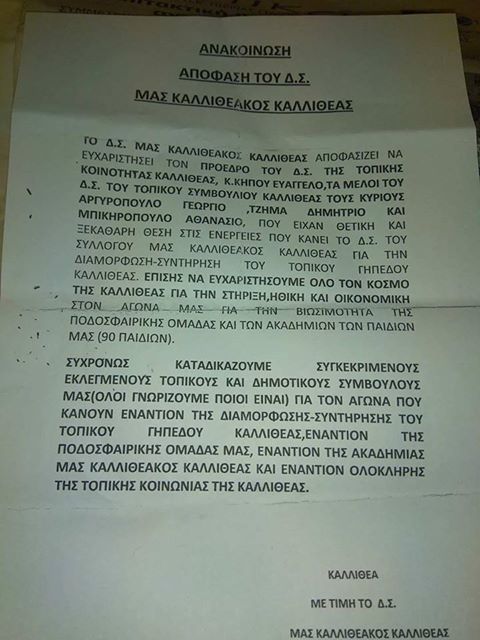 ΑΝΑΚΟΙΝΩΣΗ
ΑΠΟΦΑΣΗ ΤΟΥ Δ.Σ.
ΜΑΣ ΚΑΛΛΙΘΕΑΚΟΣ ΚΑΛΛΙΘΕΑΣ
ΓΟ Δ.Σ. ΜΑΣ ΚΑΛΛΙΘΕΑΚΟΣ ΚΑΛΛΙΘΕΑΣ ΑΠΟΦΑΣΙΖΕΙ ΝΑ
ΕΥΧΑΡΙΣΤΗΣΕΙ ΤΟΝ ΠΡΟΕΔΡΟ ΤΟΥ Δ.Σ. ΤΗΣ ΤΟΠΙΚΗΣ
ΚΟΙΝΟΤΗΤΑΣ ΚΑΛΛΙΘΕΑΣ, Κ.ΚΗΠΟΥ ΕΥΑΓΓΕΛΟ,ΤΑ ΜΕΛΟΙ ΤΟΥ
Δ.Σ. ΤΟΥ ΤΟΠΙΚΟΥ ΣΥΜΒΟΥΛΙΟΥ ΚΑΛΛΙΘΕΑΣ ΤΟΥΣ ΚΥΡΙΟΥΣ
ΑΡΓΥΡΟΠΟΥΛΟ ΓΕΩΡΓΙΟ ,ΤΖΗΜΑ ΔΗΜΗΤΡΙΟ ΚΑΙ
ΜΠΙΚΗΡΟΠΟΥΛΟ ΑΘΑΝΑΣΙΟ, ΠΟΥ ΕΙΧΑΝ ΘΕΤΙΚΗ ΚΑΙ
ΞΕΚΑΘΑΡΗ ΘΕΣΗ ΣΤΙΣ ΕΝΕΡΓΕΙΕΣ ΠΟΥ ΚΑΝΕΙ ΤΟ Δ.Σ. ΤΟΥ
ΣΥΛΛΟΓΟΥ ΜΑΣ ΚΑΛΛΙΘΕΑΚΟΣ ΚΑΛΛΙΘΕΑΣ ΓΙΑ ΤΗΝ
ΔΙΑΜΟΡΦΩΣΗ-ΣΥΝΤΗΡΗΣΗ ΤΟΥ ΤΟΠΙΚΟΥ ΓΗΠΕΔΟΥ
ΚΑΛΛΙΘΕΑΣ. ΕΠΙΣΗΣ ΝΑ ΕΥΧΑΡΙΣΤΗΣΟΥΜΕ ΟΛΟ ΤΟΝ ΚΟΣΜΟ
ΤΗΣ ΚΑΛΛΙΘΕΑΣ ΓΙΑ ΤΗΝ ΣΤΗΡΙΞΗ,ΗΘΙΚΗ ΚΑΙ ΟΙΚΟΝΟΜΙΚΗ
ΣΤΟΝ ΑΓΩΝΑ ΜΑΣ ΓΙΑ ΤΗΝ ΒΙΩΣΙΜΟΤΗΤΑ ΤΗΣ
ΠΟΔΟΣΦΑΙΡΙΚΗΣ ΟΜΑΔΑΣ ΚΑΙ ΤΩΝ ΑΚΑΔΗΜΙΩΝ ΤΩΝ ΠΑΙΔΙΩΝ
ΜΑΣ (90 ΠΑΙΔΙΩΝ).
ΣΥΧΡΟΝΩΣ ΚΑΤΑΔΙΚΑΖΟΥΜΕ ΣΥΓΚΕΚΡΙΜΕΝΟΥΣ
ΕΚΛΕΓΜΕΝΟΥΣ ΤΟΠΙΚΟΥΣ ΚΑΙ ΔΗΜΟΤΙΚΟΥΣ ΣΥΜΒΟΥΛΟΥΣ
ΜΑΣ(ΟΛΟΙ ΓΝΩΡΙΖΟΥΜΕ ΠΟΙΟΙ ΕΙΝΑΙ) ΓΙΑ ΤΟΝ ΑΓΩΝΑ ΠΟΥ
ΚΑΝΟΥΝ ΕΝΑΝΤΙΟΝ ΤΗΣ ΔΙΑΜΟΡΦΩΣΗΣ-ΣΥΝΤΗΡΗΣΗΣ ΤΟΥ
ΤΟΠΙΚΟΥ ΓΗΠΕΔΟΥ ΚΑΛΛΙΘΕΑΣ,ΕΝΑΝΤΙΟΝ ΤΗΣ
ΠΟΔΟΣΦΑΙΡΙΚΗΣ ΟΜΑΔΑΣ ΜΑΣ, ΕΝΑΝΤΙΟΝ ΤΗΣ ΑΚΑΔΗΜΙΑΣ
ΜΑΣ ΚΑΛΛΙΘΕΑΚΟΣ ΚΑΛΛΙΘΕΑΣ ΚΑΙ ΕΝΑΝΤΙΟΝ ΟΛΟΚΛΗΡΗΣ
ΤΗΣ ΤΟΠΙΚΗΣ ΚΟΙΝΩΝΙΑΣ ΤΗΣ ΚΑΛΛΙΘΕΑΣ.
ΚΑΛΛΙΘΕΑ
ΜΕ ΤΙΜΗ ΤΟ Δ.Σ.
ΜΑΣ ΚΑΛΛΙΘΕΑΚΟΣ ΚΑΛΛΙΘΕΑΣ